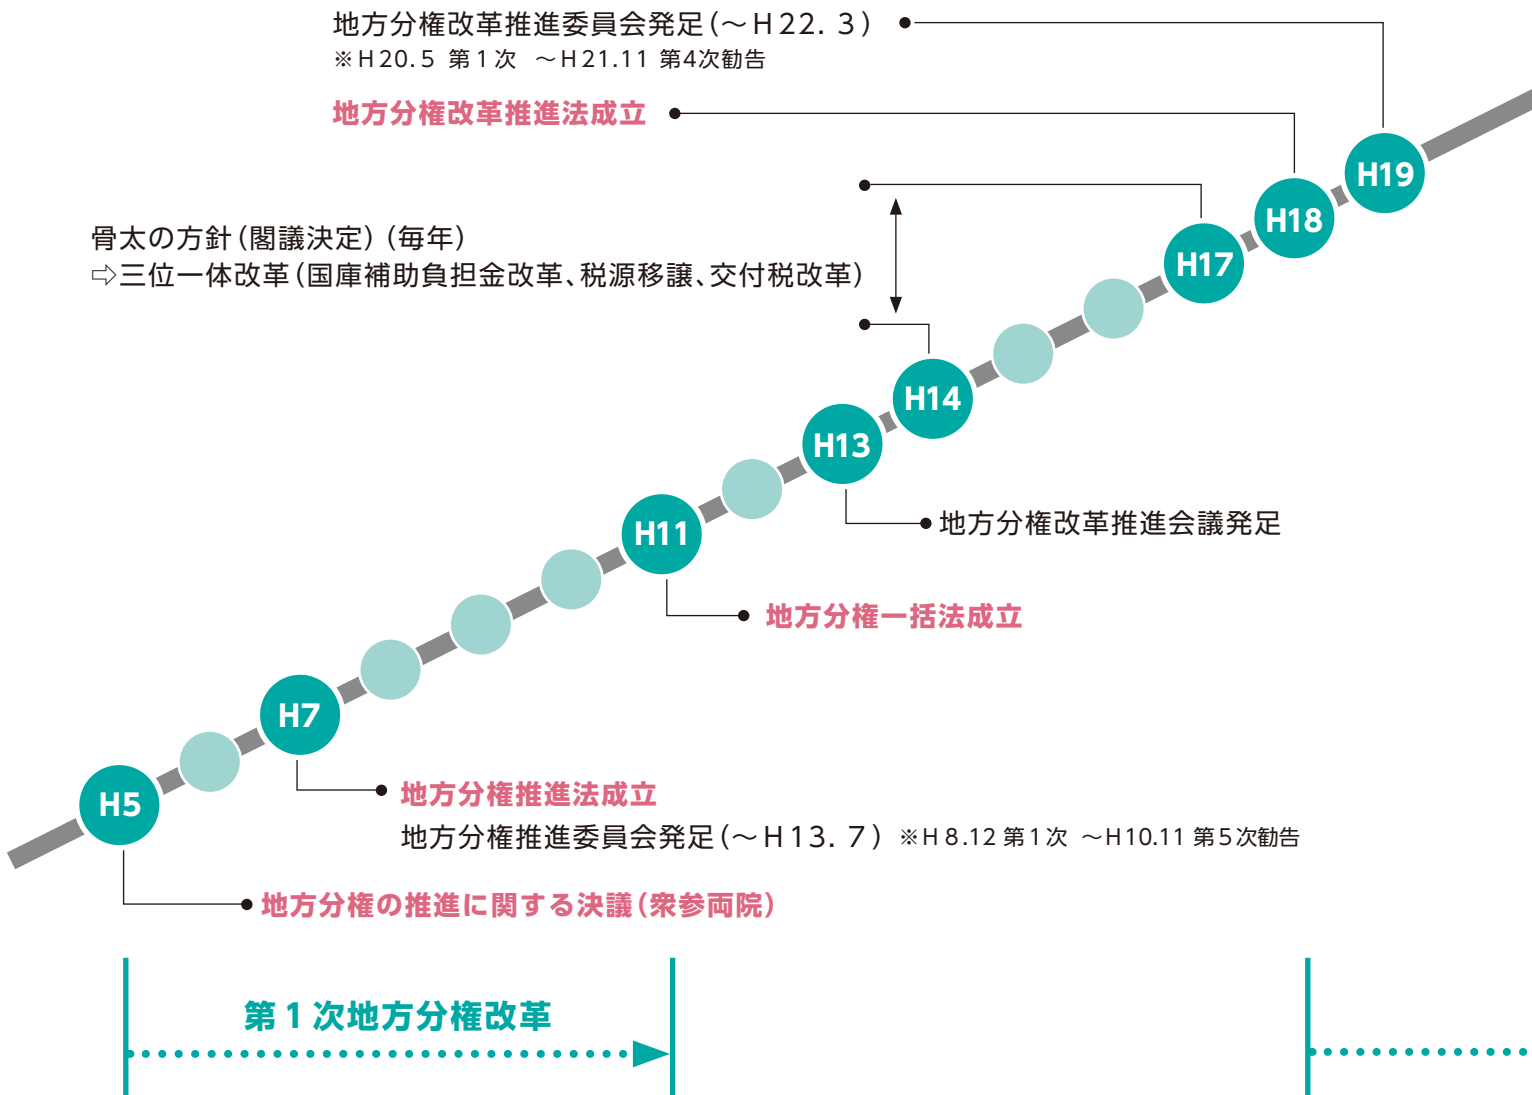 地方分権改革推進委員会発足（～H22.3）
※H20.5 第1次 ～H21.11 第4次勧告
地方分権改革推進法成立
骨太の方針（閣議決定）（毎年）
⇨三位一体改革（国庫補助負担金改革、税源移譲、交付税改革）
H19
H18
H17
H14
H13
地方分権改革推進会議発足
H11
地方分権一括法成立
H7
地方分権推進法成立
地方分権推進委員会発足（～H13.7）※H8.12 第1次 ～H10.11 第5次勧告
H5
地方分権の推進に関する決議（衆参両院）
第1次地方分権改革